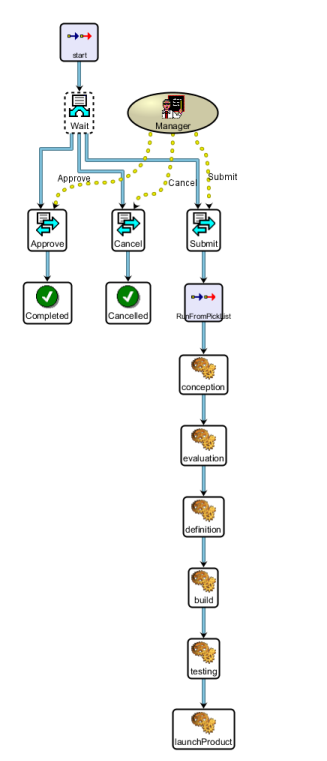 start
Wait
Manager
Approve
Cancel
Submit
Approve
Cancel
Submit
Completed
Cancelled
RunFromPickList
conception
evaluation
definition
build
testing
launchProduct